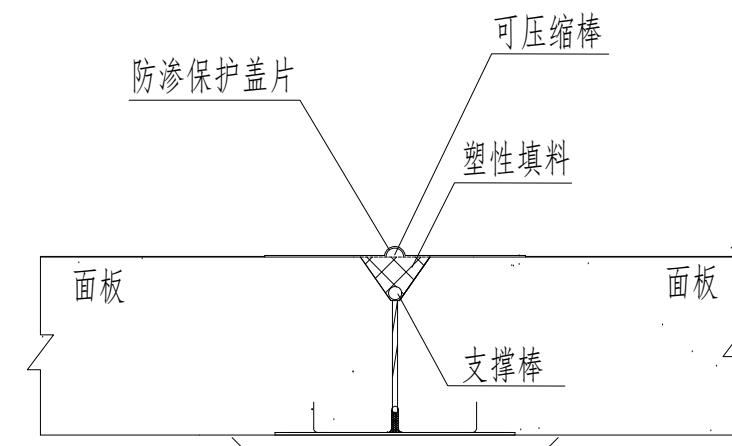 可压缩棒
防渗保护盖片
塑性填料
面板
面板
支撑棒